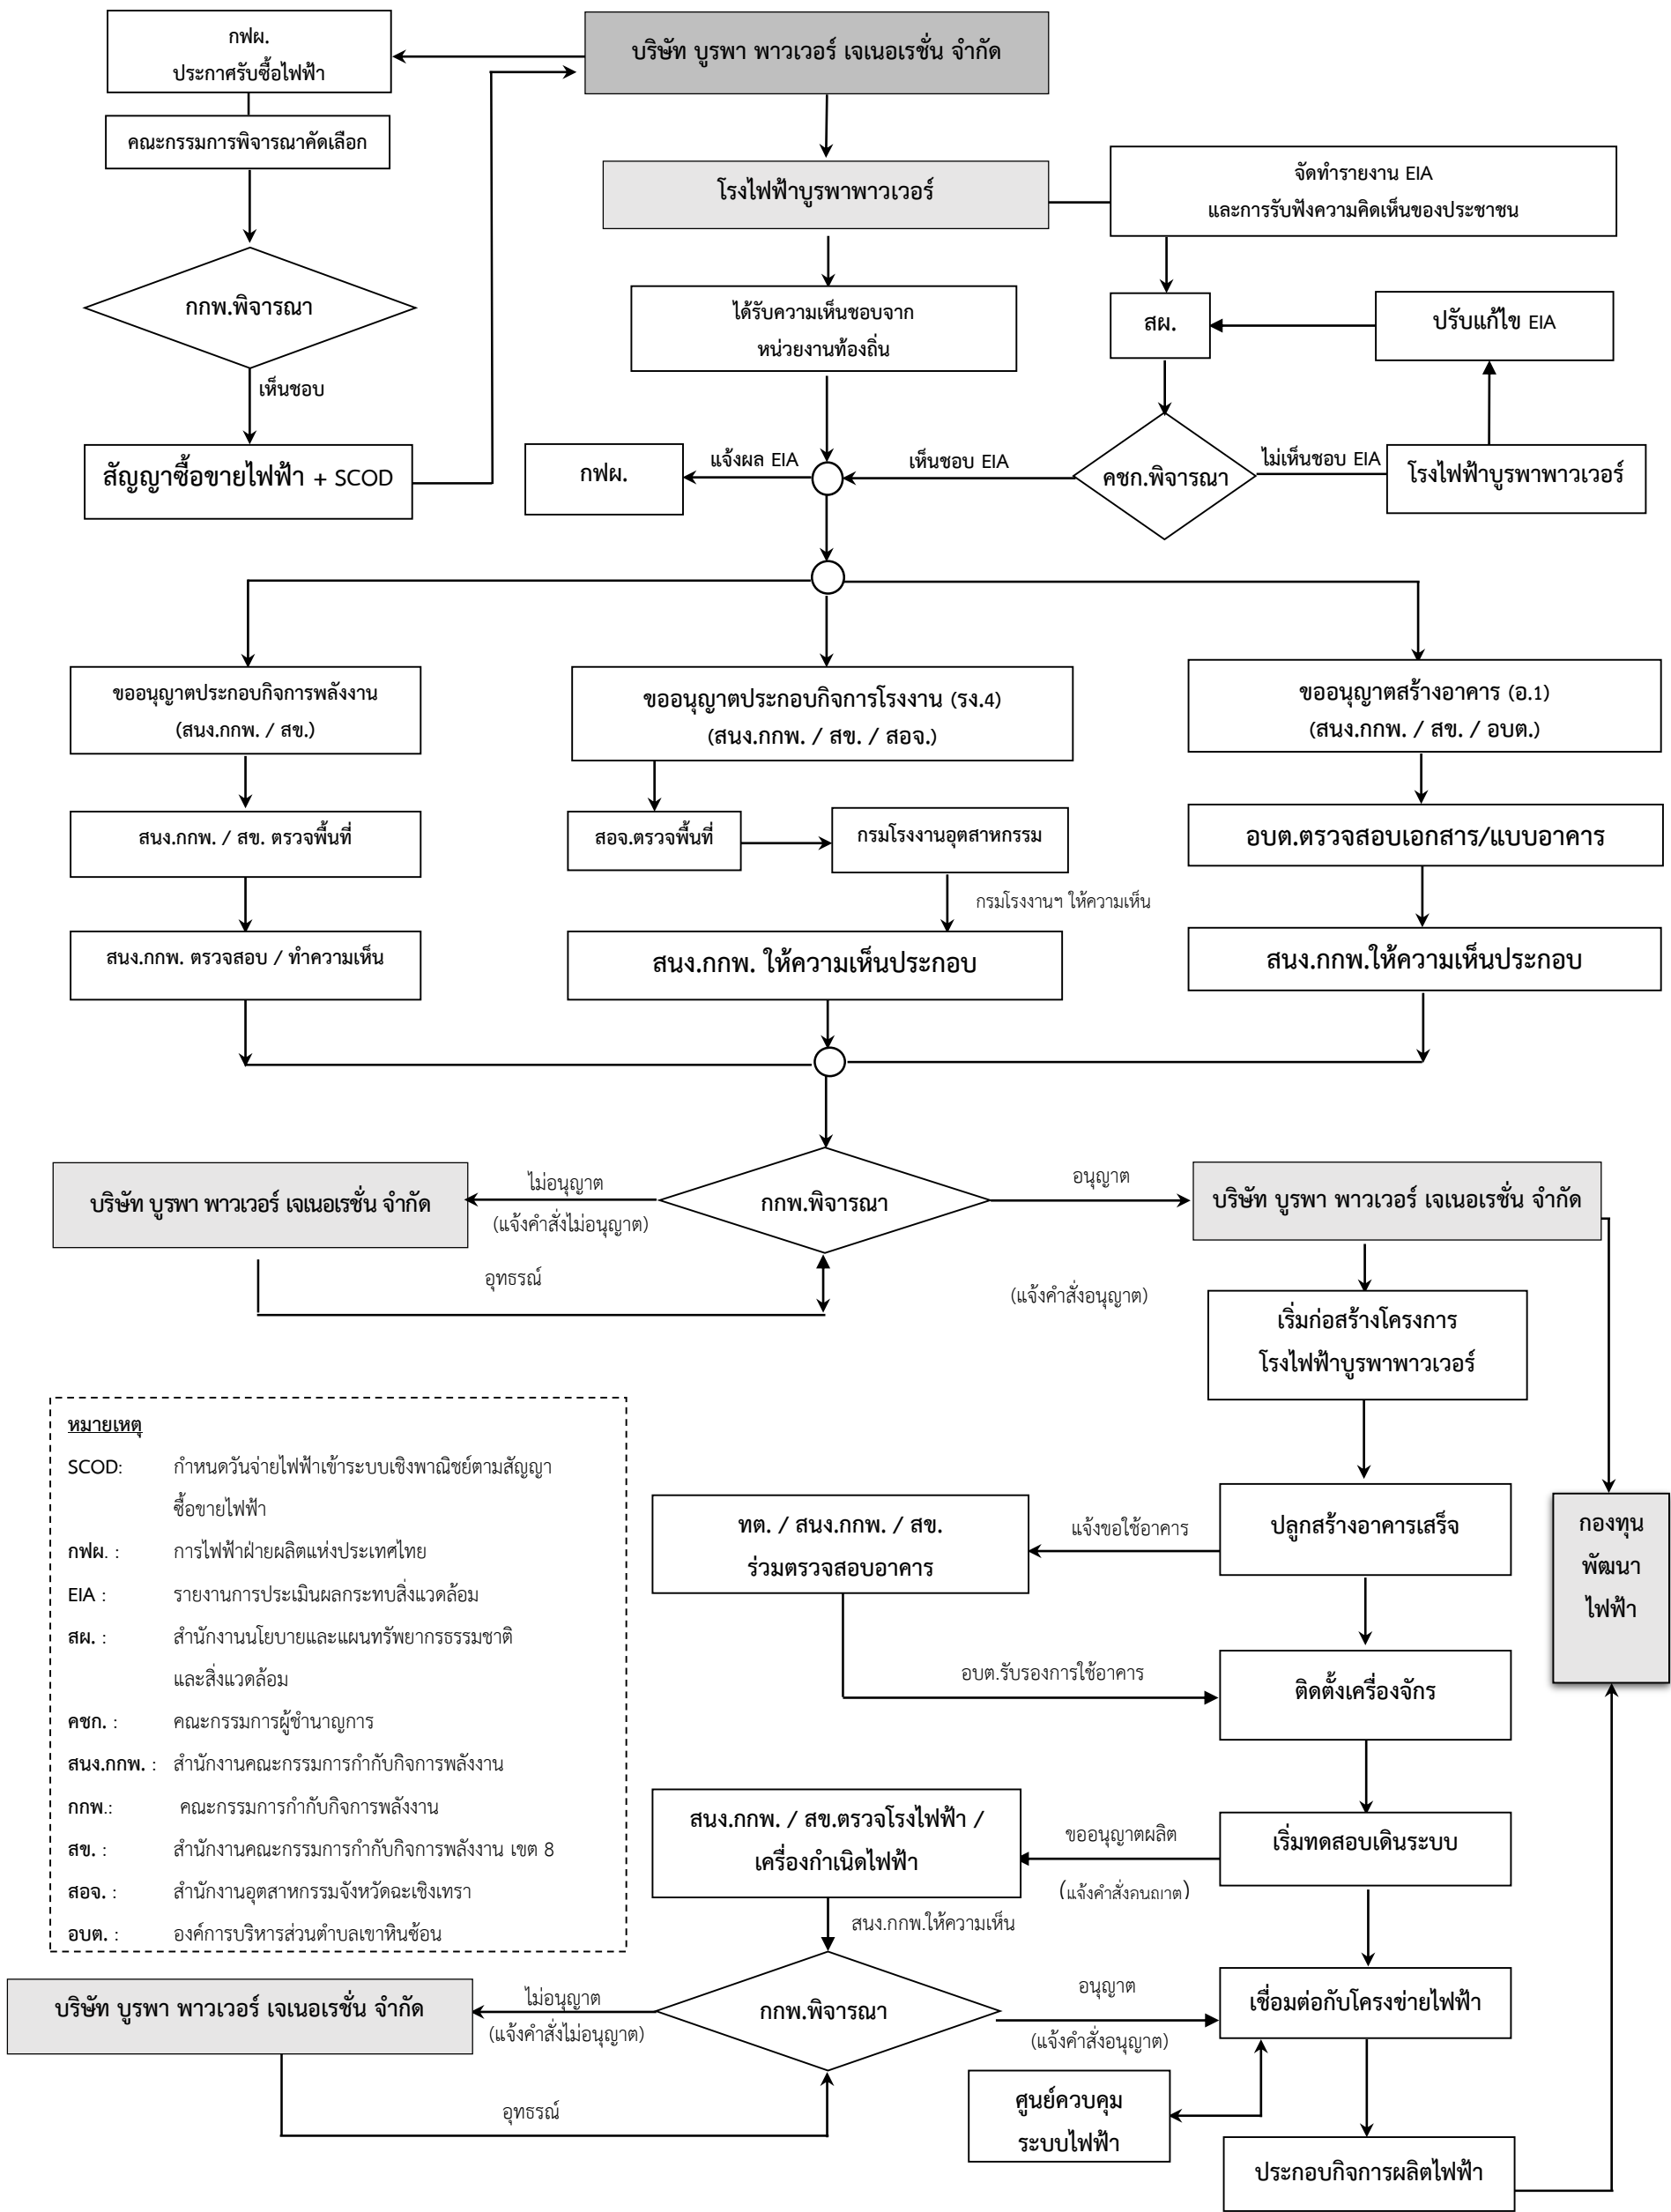 กฟผ.
ประกาศรับซื้อไฟฟ้า
บริษัท บูรพา พาวเวอร์ เจเนอเรชั่น จำกัด
คณะกรรมการพิจารณาคัดเลือก
โรงไฟฟ้าบูรพาพาวเวอร์
จัดทำรายงาน EIA
และการรับฟังความคิดเห็นของประชาชน
กกพ.พิจารณา
ได้รับความเห็นชอบจาก
หน่วยงานท้องถิ่น
สผ.
ปรับแก้ไข EIA
เห็นชอบ
สัญญาซื้อขายไฟฟ้า + SCOD
กฟผ.
แจ้งผล EIA
เห็นชอบ EIA
คชก.พิจารณา
ไม่เห็นชอบ EIA
โรงไฟฟ้าบูรพาพาวเวอร์
ขออนุญาตประกอบกิจการพลังงาน
(สนง.กกพ. / สข.)
ขออนุญาตประกอบกิจการโรงงาน (รง.4)
(สนง.กกพ. / สข. / สอจ.)
ขออนุญาตสร้างอาคาร (อ.1)
(สนง.กกพ. / สข. / อบต.)
สนง.กกพ. / สข. ตรวจพื้นที่
สอจ.ตรวจพื้นที่
กรมโรงงานอุตสาหกรรม
อบต.ตรวจสอบเอกสาร/แบบอาคาร
กรมโรงงานฯ ให้ความเห็น
สนง.กกพ. ตรวจสอบ / ทำความเห็น
สนง.กกพ. ให้ความเห็นประกอบ
สนง.กกพ.ให้ความเห็นประกอบ
บริษัท บูรพา พาวเวอร์ เจเนอเรชั่น จำกัด
ไม่อนุญาต
(แจ้งคำสั่งไม่อนุญาต)
กกพ.พิจารณา
อนุญาต
บริษัท บูรพา พาวเวอร์ เจเนอเรชั่น จำกัด
อุทธรณ์
(แจ้งคำสั่งอนุญาต)
เริ่มก่อสร้างโครงการ
โรงไฟฟ้าบูรพาพาวเวอร์
หมายเหตุ
SCOD: กำหนดวันจ่ายไฟฟ้าเข้าระบบเชิงพาณิชย์ตามสัญญา
ซื้อขายไฟฟ้า
กฟผ. : การไฟฟ้าฝ่ายผลิตแห่งประเทศไทย
EIA : รายงานการประเมินผลกระทบสิ่งแวดล้อม
สผ. : สำนักงานนโยบายและแผนทรัพยากรธรรมชาติ
และสิ่งแวดล้อม
คชก. : คณะกรรมการผู้ชำนาญการ
สนง.กกพ. : สำนักงานคณะกรรมการกำกับกิจการพลังงาน
กกพ.: คณะกรรมการกำกับกิจการพลังงาน
สข. : สำนักงานคณะกรรมการกำกับกิจการพลังงาน เขต 8
สอจ. : สำนักงานอุตสาหกรรมจังหวัดฉะเชิงเทรา
อบต. : องค์การบริหารส่วนตำบลเขาหินซ้อน
ทต. / สนง.กกพ. / สข.
ร่วมตรวจสอบอาคาร
แจ้งขอใช้อาคาร
ปลูกสร้างอาคารเสร็จ
กองทุน
พัฒนา
ไฟฟ้า
อบต.รับรองการใช้อาคาร
ติดตั้งเครื่องจักร
สนง.กกพ. / สข.ตรวจโรงไฟฟ้า /
เครื่องกำเนิดไฟฟ้า
ขออนุญาตผลิต
(แจ้งคำสั่งอนุญาต)
เริ่มทดสอบเดินระบบ
สนง.กกพ.ให้ความเห็น
บริษัท บูรพา พาวเวอร์ เจเนอเรชั่น จำกัด
ไม่อนุญาต
(แจ้งคำสั่งไม่อนุญาต)
กกพ.พิจารณา
อนุญาต
(แจ้งคำสั่งอนุญาต)
เชื่อมต่อกับโครงข่ายไฟฟ้า
อุทธรณ์
ศูนย์ควบคุม
ระบบไฟฟ้า
ประกอบกิจการผลิตไฟฟ้า